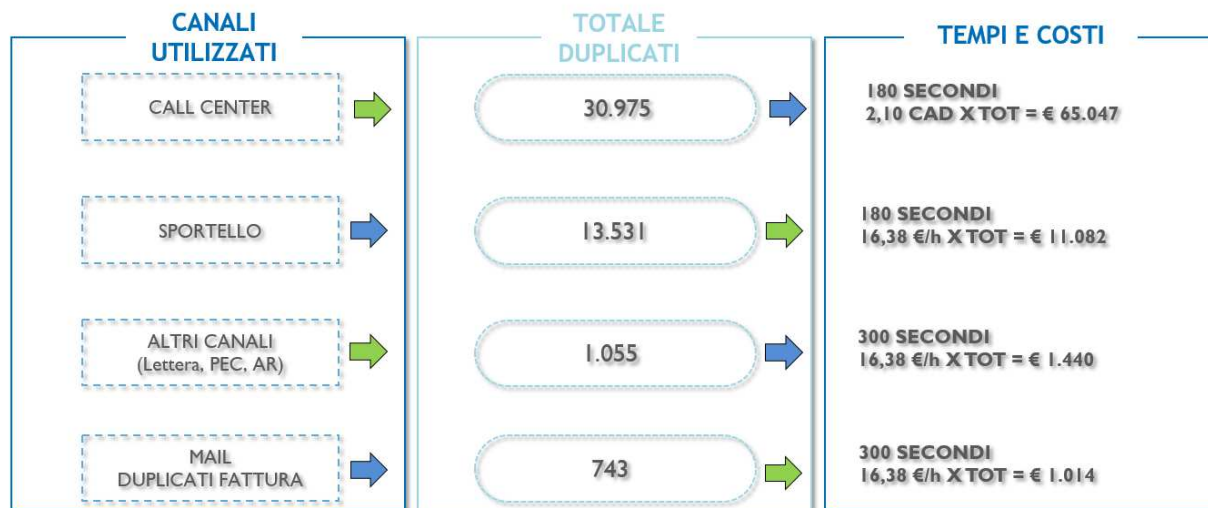 CANALI
UTILIZZATI
TOTALE
DUPLICATI
TEMPI E COSTI
CALL CENTER
30.975
180 SECONDI
2,10 CAD X TOT = € 65.047
SPORTELLO
13.531
180 SECONDI
16,38 €/h X TOT = € 11.082
ALTRI CANALI
(Lettera, PEC, AR)
1.055
300 SECONDI
16,38 €/h X TOT = € 1.440
MAIL
DUPLICATI FATTURA
743
300 SECONDI
16,38 €/h X TOT = € 1.014